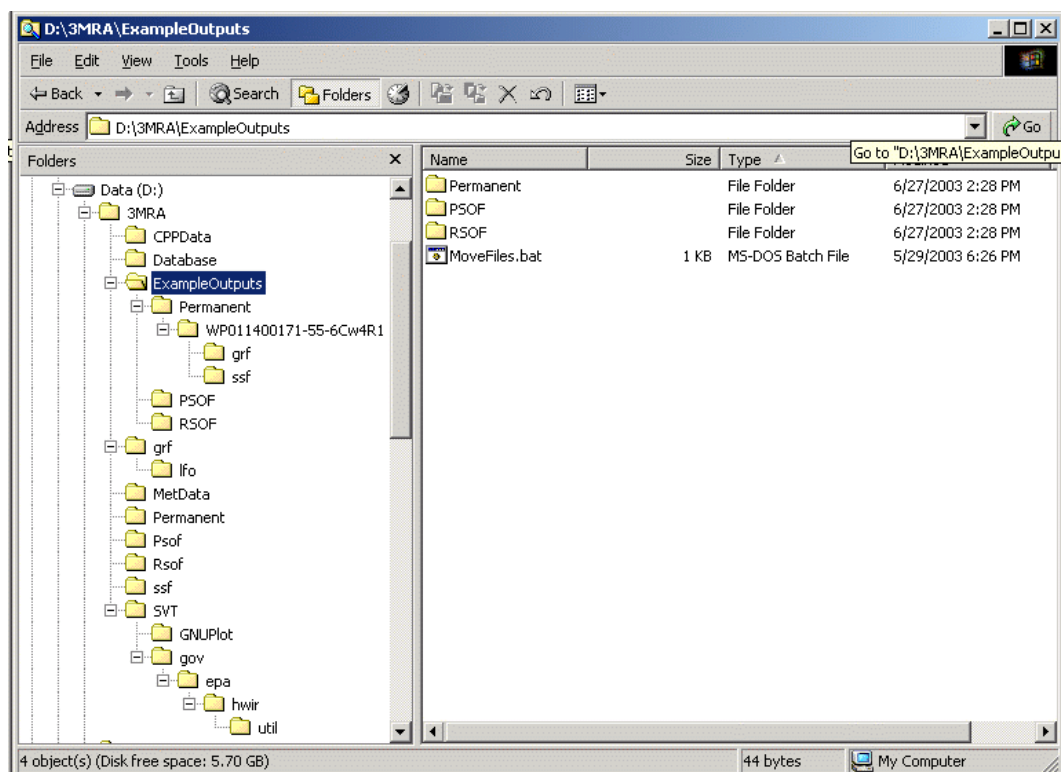 D:\3MRA\ExampleOutputs
File Edit View Tools Help
Back Search Folders
Address D:\3MRA\ExampleOutputs Go
Go to "D:\3MRA\ExampleOutpu
Folders
Name Size Type
Data (D:)
3MRA
CPPData
Database
ExampleOutputs
Permanent
WP011400171-55-6Cw4R1
grf
ssf
PSOF
RSOF
grf
lfo
MetData
Permanent
Psof
Rsof
ssf
SVT
GNUPlot
gov
epa
hwir
util
Permanent File Folder 6/27/2003 2:28 PM
PSOF File Folder 6/27/2003 2:28 PM
RSOF File Folder 6/27/2003 2:28 PM
MoveFiles.bat 1 KB MS-DOS Batch File 5/29/2003 6:26 PM
4 object(s) (Disk free space: 5.70 GB) 44 bytes My Computer